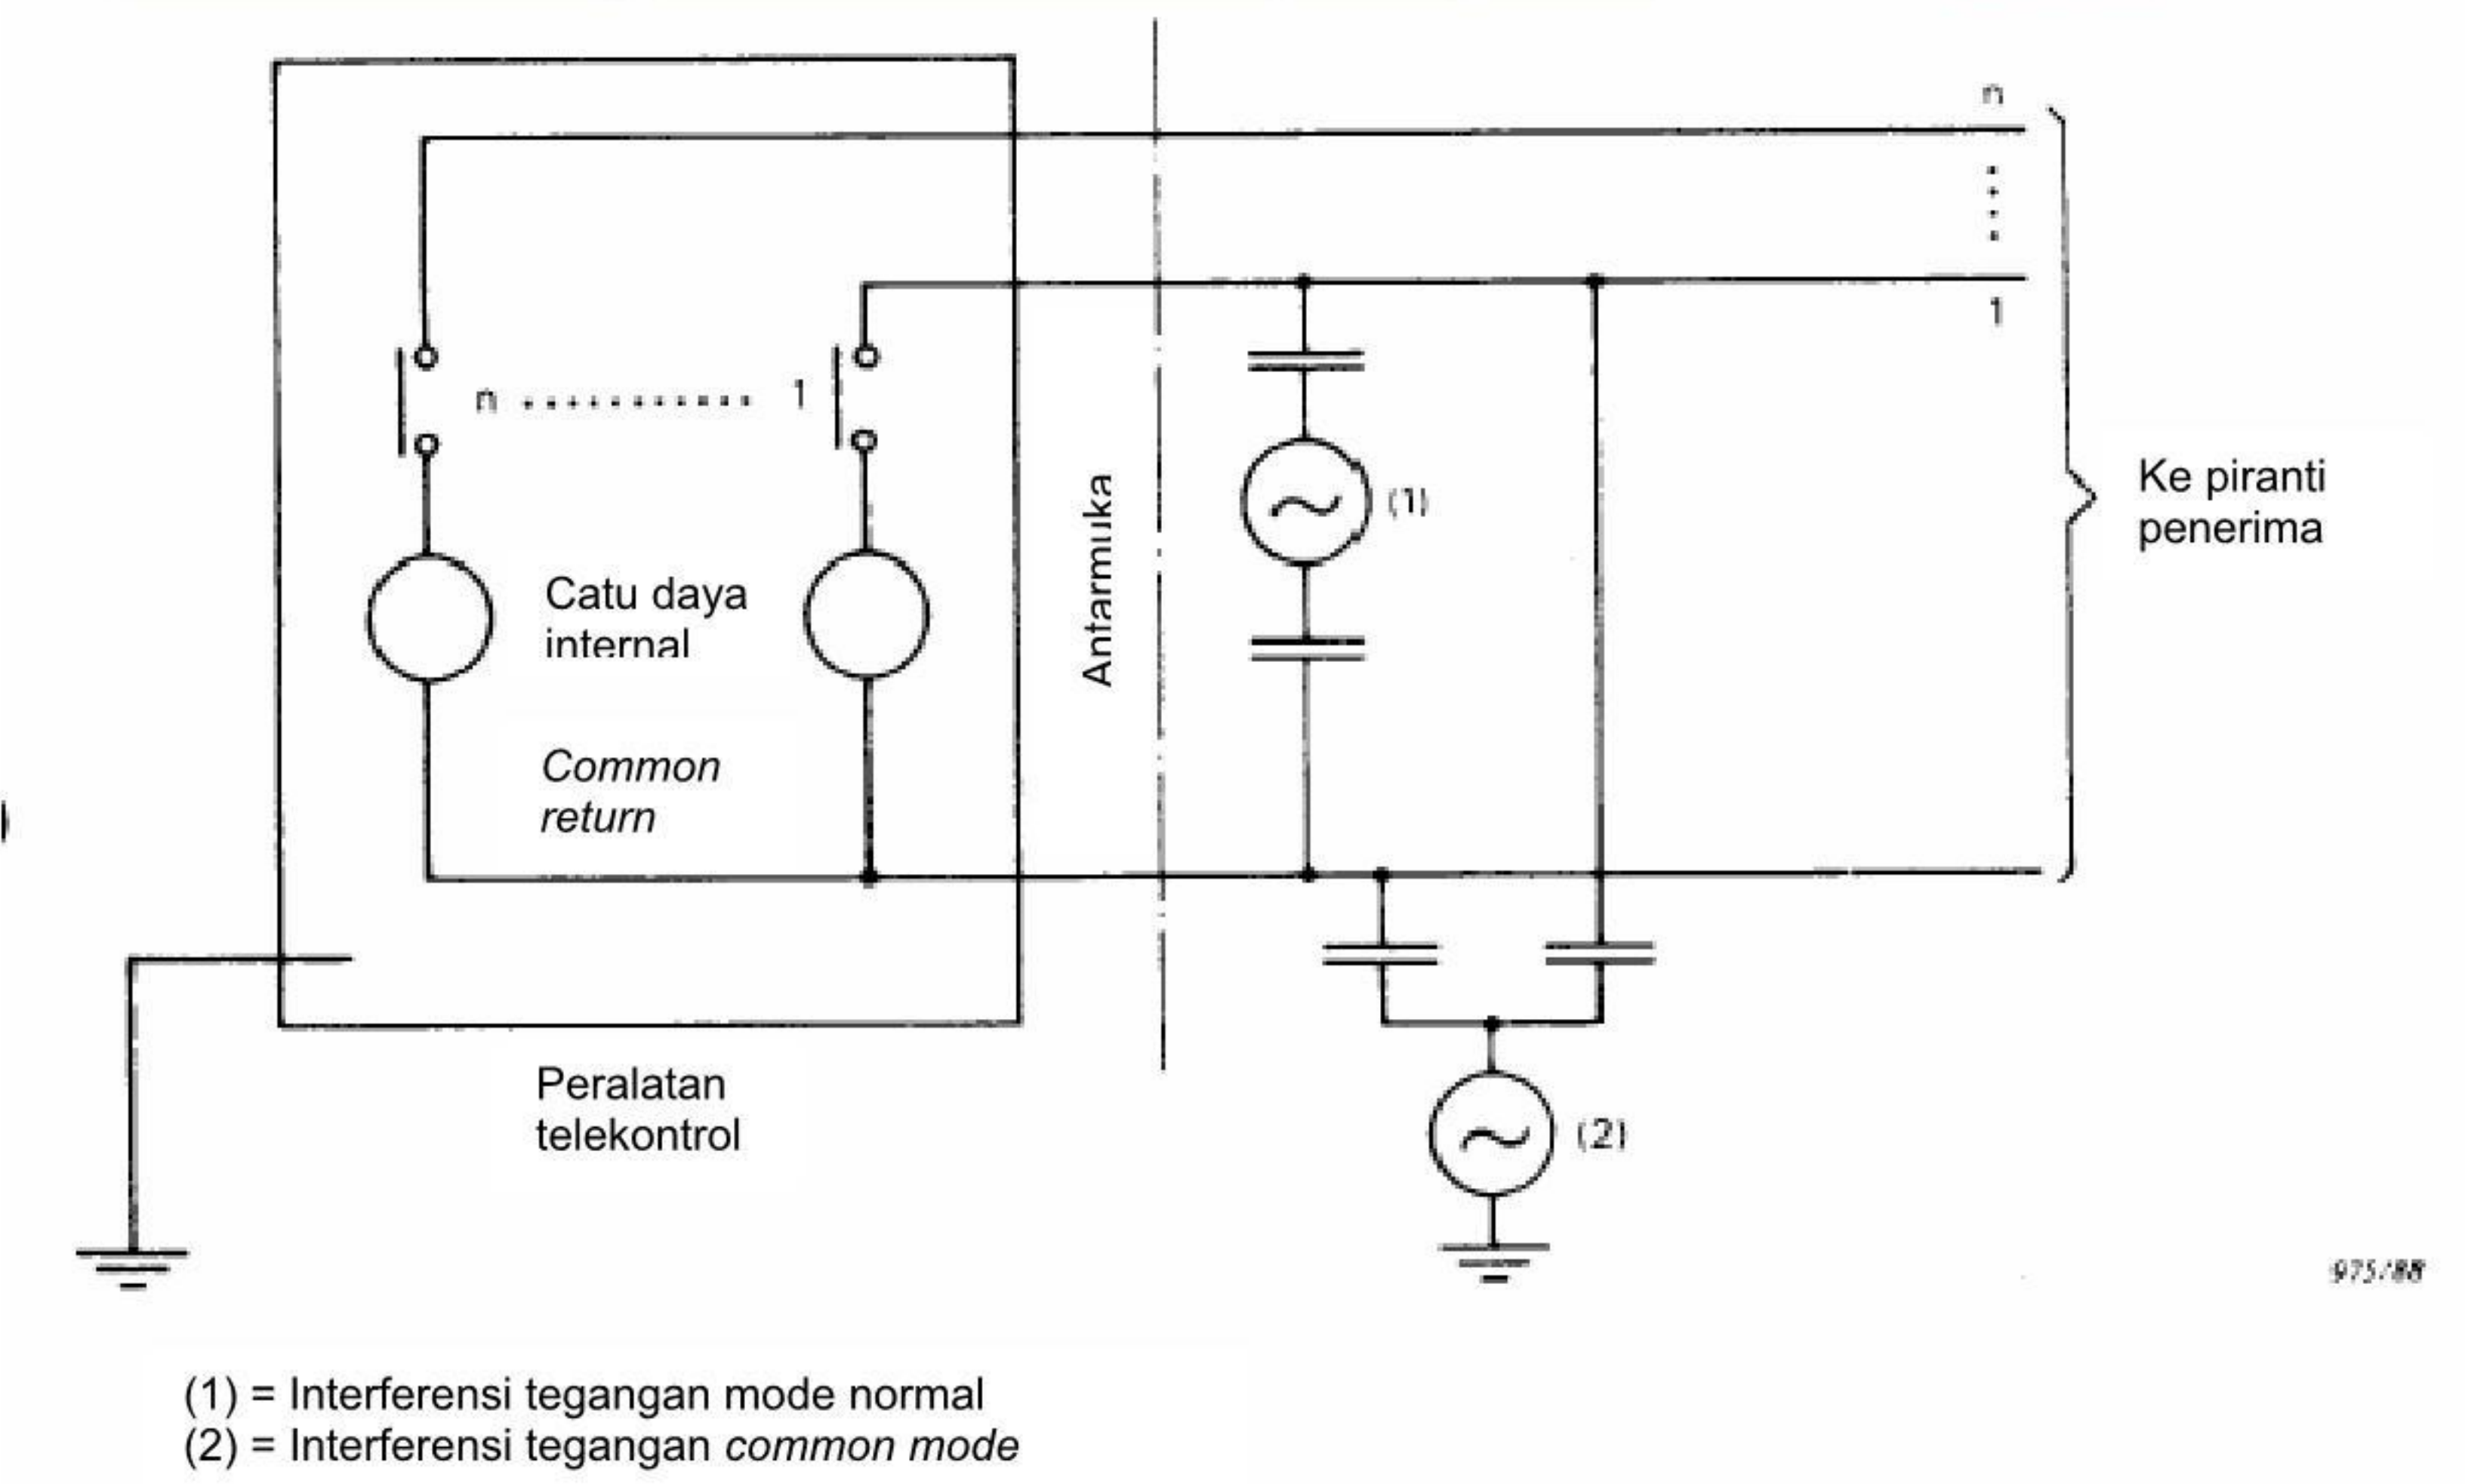 n
1
n ........... 1
(1)
Ke piranti
penerima
Antarmuka
Catu daya
internal
Common
return
Peralatan
telekontrol
(2)
975/88
(1) = Interferensi tegangan mode normal
(2) = Interferensi tegangan common mode